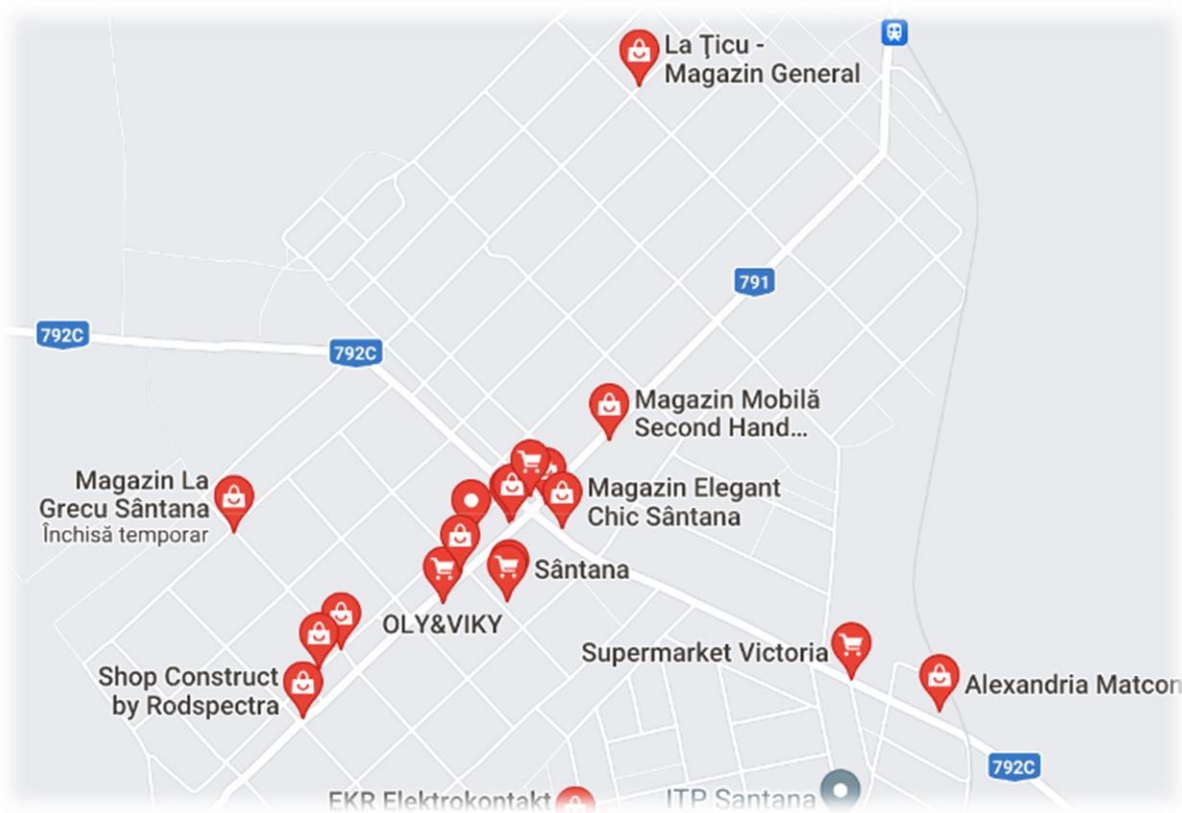 La Ţicu -
Magazin General
791
792C
792C
Magazin Mobilă
Second Hand...
Magazin La
Grecu Sântana
Închisă temporar
Magazin Elegant
Chic Sântana
Sântana
OLY&VIKY
Supermarket Victoria
Shop Construct
by Rodspectra
Alexandria Matcon
792C
EKR Elektrokontakt
ITP Santana